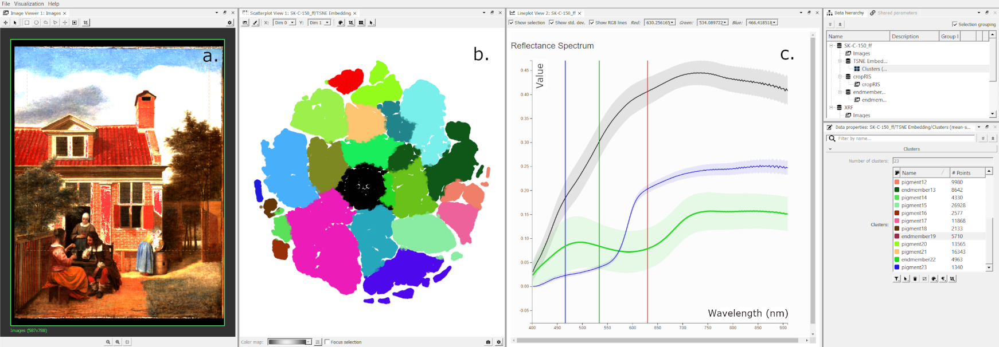 File Visualization Help
Image Viewer 1: Images
a.
Images (587x788)
Scatterplot View 1: SK-C-150_ff/TSNE Embedding
X: Dim 0 Y: Dim 1
b.
Color map: Focus selection
Lineplot View 2: SK-C-150_ff
Show selection Show std. dev. Show RGB lines Red: 630.256165 Green: 534.089722 Blue: 466.418518
Reflectance Spectrum
c.
Value
0.45
0.40
0.35
0.30
0.25
0.20
0.15
0.10
0.05
0.00
-0.05
Wavelength (nm)
400 450 500 550 600 650 700 750 800 850 900
Data hierarchy Shared parameters
Selection grouping
Name Description Group I
SK-C-150_ff
Images
TSNE Embed...
Clusters (...
cropRIS
cropRIS
endmember...
endmem...
XRF
Images
Data properties: SK-C-150_ff/TSNE Embedding/Clusters (mean-s...
Filter by name...
Clusters
Number of clusters: 23
Name # Points
Clusters:
pigment12 9980
endmember13 8642
pigment14 4330
pigment15 26928
pigment16 2577
pigment17 11868
pigment18 2133
endmember19 5710
pigment20 13565
pigment21 16343
endmember22 4963
pigment23 1340